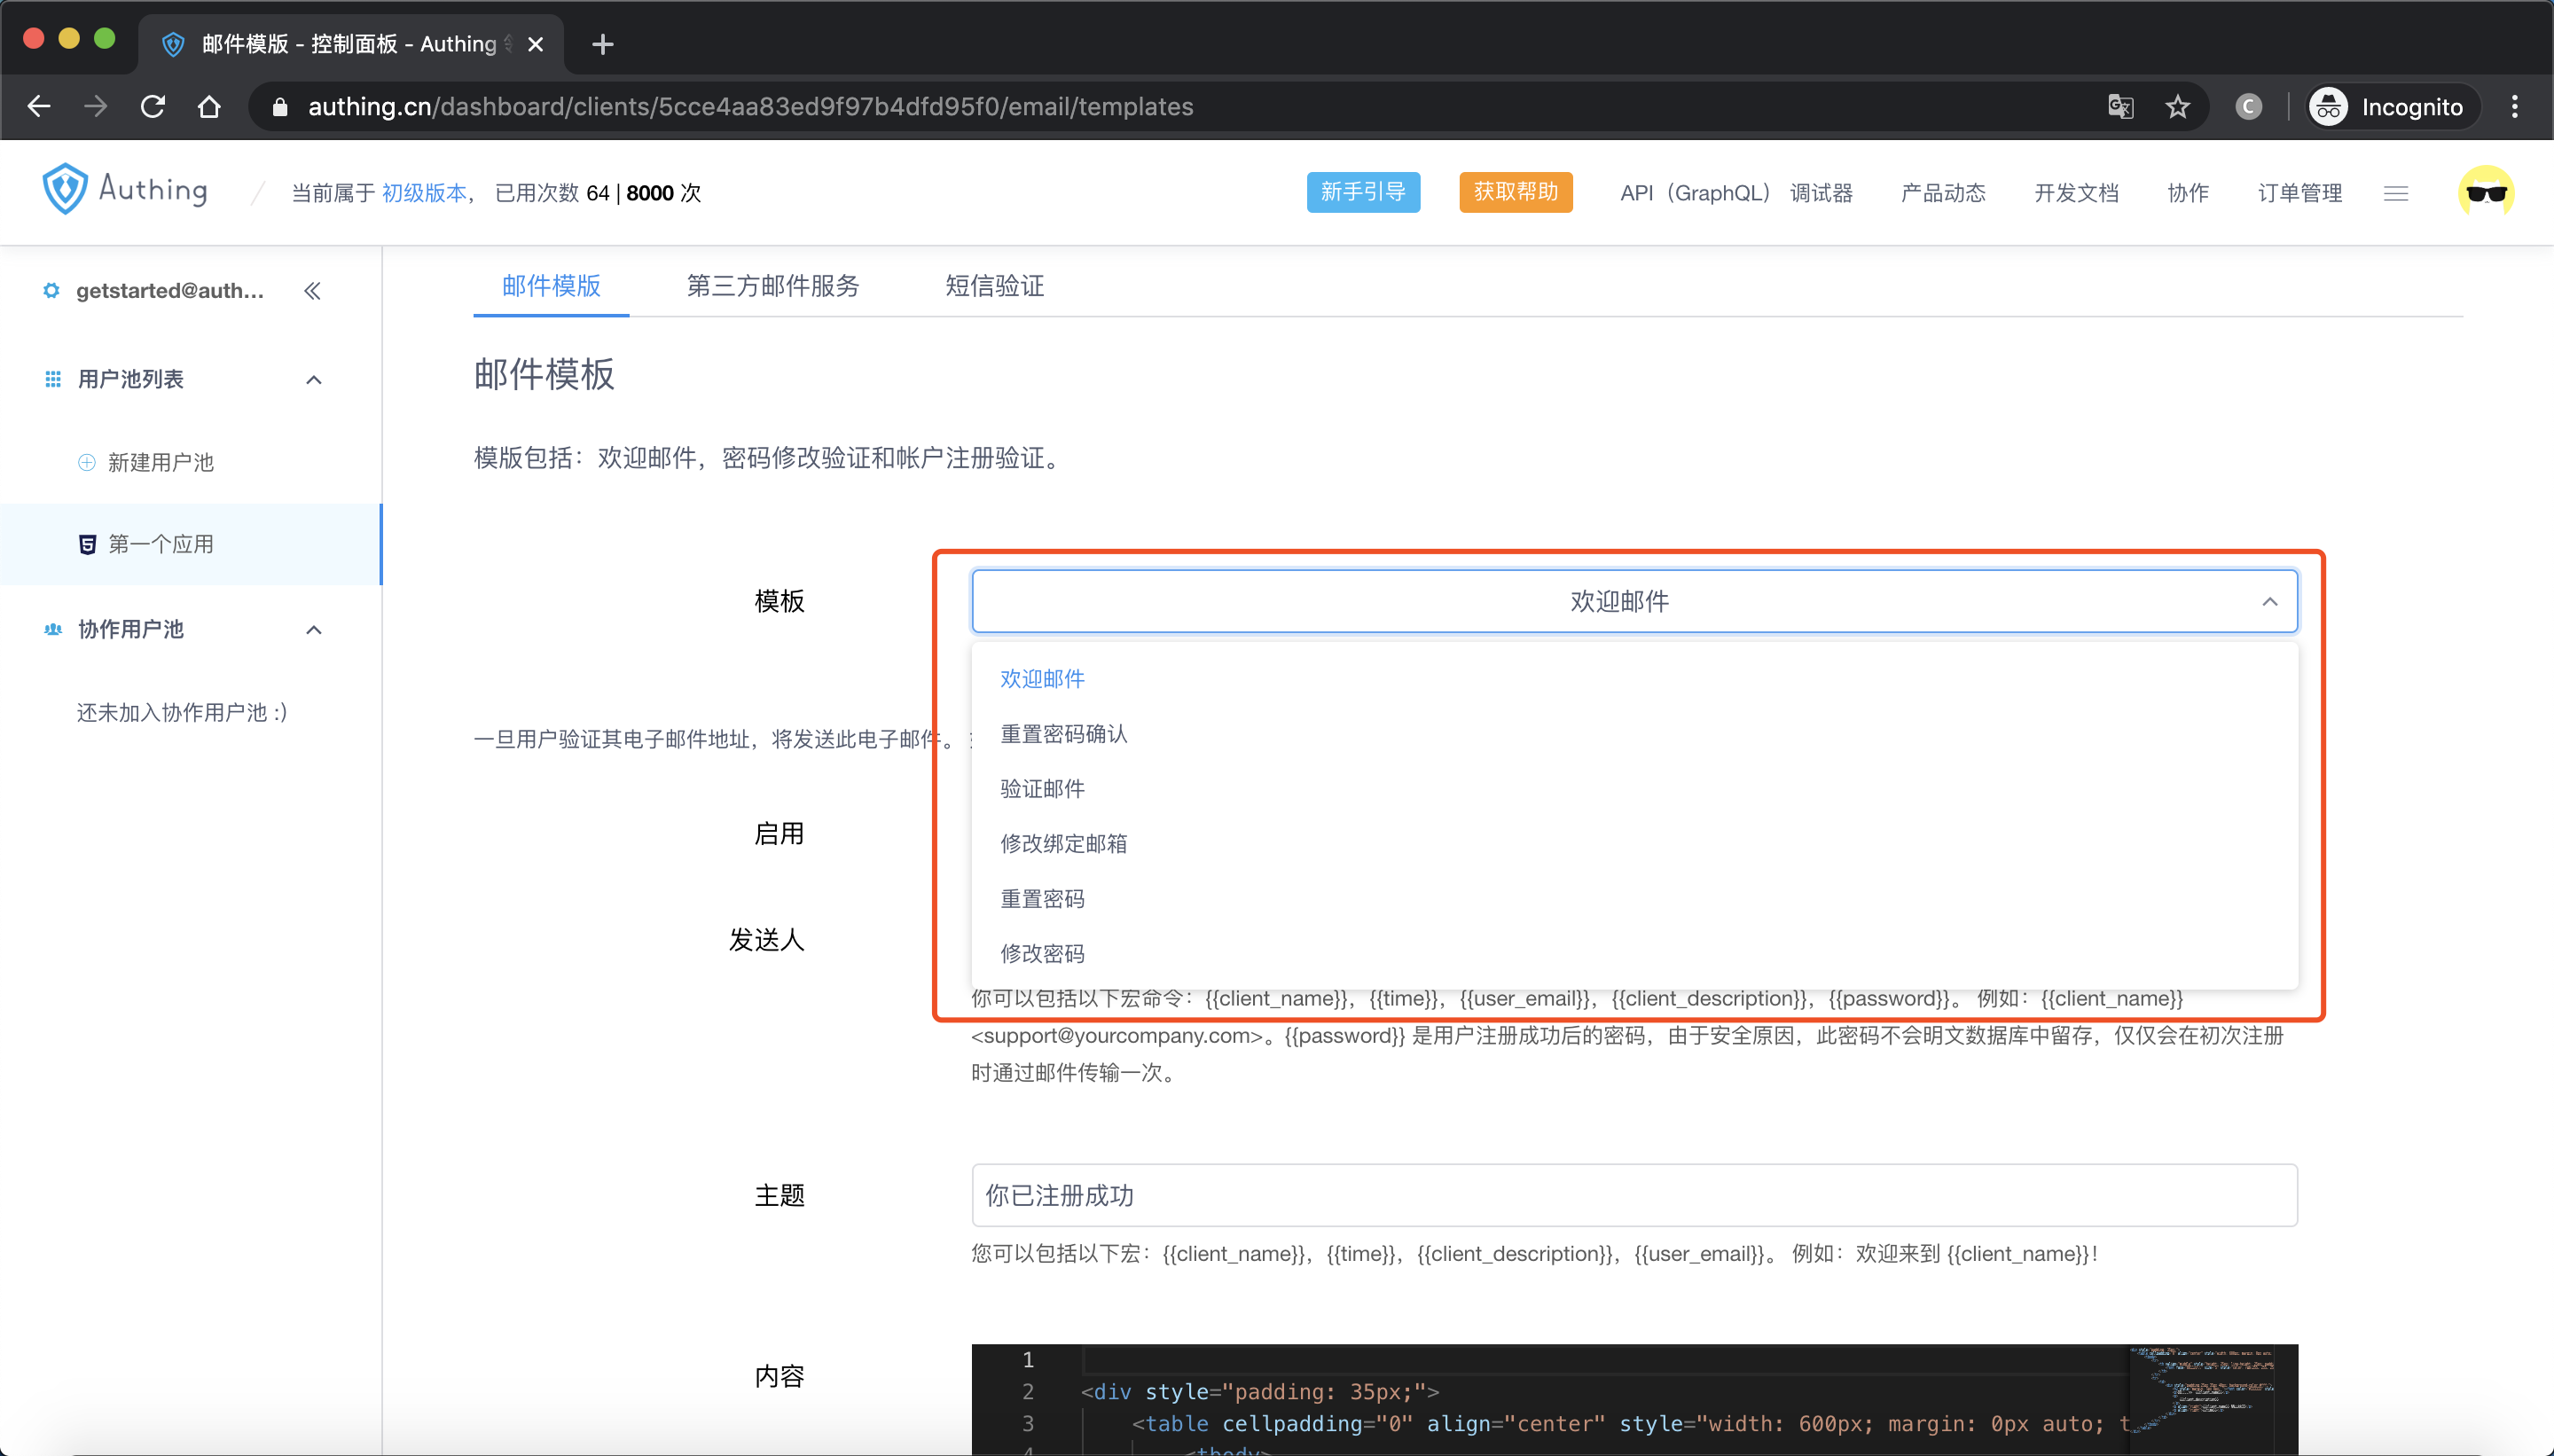 邮件模版 - 控制面板 - Authing
authing.cn/dashboard/clients/5cce4aa83ed9f97b4dfd95f0/email/templates
C
Incognito
Authing
/ 当前属于 初级版本， 已用次数 64 | 8000 次
新手引导
获取帮助
API（GraphQL） 调试器
产品动态
开发文档
协作
订单管理
getstarted@auth...
用户池列表
新建用户池
第一个应用
协作用户池
还未加入协作用户池 :)
邮件模版
第三方邮件服务
短信验证
邮件模板
模版包括：欢迎邮件，密码修改验证和帐户注册验证。
模板
欢迎邮件
欢迎邮件
重置密码确认
验证邮件
修改绑定邮箱
重置密码
修改密码
一旦用户验证其电子邮件地址，将发送此电子邮件。
启用
发送人
你可以包括以下宏命令：{{client_name}}，{{time}}，{{user_email}}，{{client_description}}，{{password}}。 例如：{{client_name}}
<support@yourcompany.com>。{{password}} 是用户注册成功后的密码，由于安全原因，此密码不会明文数据库中留存，仅仅会在初次注册
时通过邮件传输一次。
主题
你已注册成功
您可以包括以下宏：{{client_name}}，{{time}}，{{client_description}}，{{user_email}}。 例如：欢迎来到 {{client_name}}！
内容
1
2 <div style="padding: 35px;">
3 <table cellpadding="0" align="center" style="width: 600px; margin: 0px auto; t
4 <tbody>